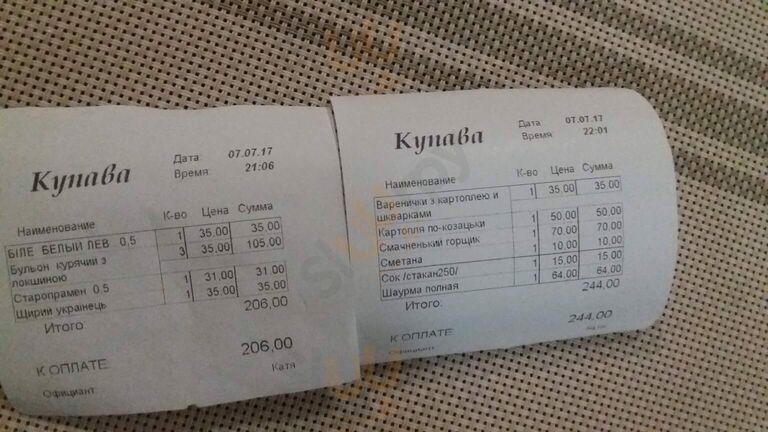 Купава
Дата: 07.07.17
Время: 21:06
Наименование К-во Цена Сумма
БІЛЕ БЕЛЫЙ ЛЕВ 0,5 1 35.00 35.00
Бульон курячий з 3 35.00 105.00
локшиною
Старопрамен 0.5 1 31.00 31.00
Щирий українець 1 35.00 35.00
Итого 206,00
К ОПЛАТЕ 206,00
Официант: Катя
Купава
Дата: 07.07.17
Время: 22:01
Наименование К-во Цена Сумма
Варенички з картоплею и 1 35.00 35.00
шкварками
Картопля по-козацьки 1 50.00 50.00
Смачненький горщик 1 70.00 70.00
Сметана 1 10.00 10.00
Сок /стакан250/ 1 15.00 15.00
Шаурма полная 1 64.00 64.00
Итого: 244,00
К ОПЛАТЕ 244,00
Официант